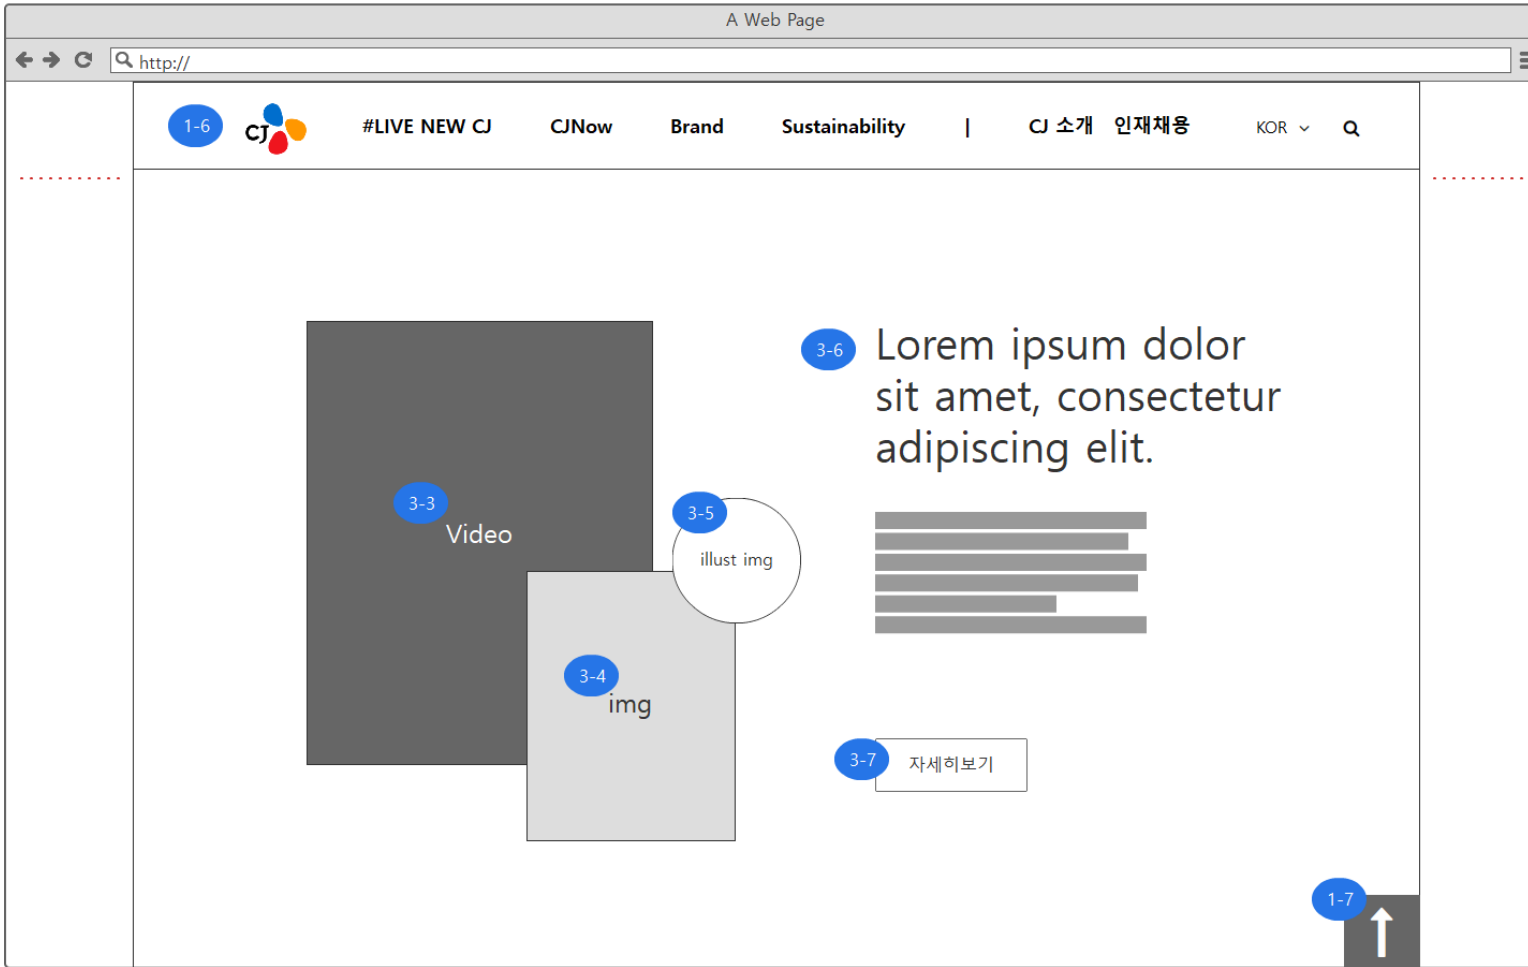 A Web Page
http://
1-6 CJ #LIVE NEW CJ CJNow Brand Sustainability | CJ 소개 인재채용 KOR
3-6
Lorem ipsum dolor
sit amet, consectetur
adipiscing elit.
3-3
Video
3-5
illust img
3-4
img
3-7
자세히보기
1-7